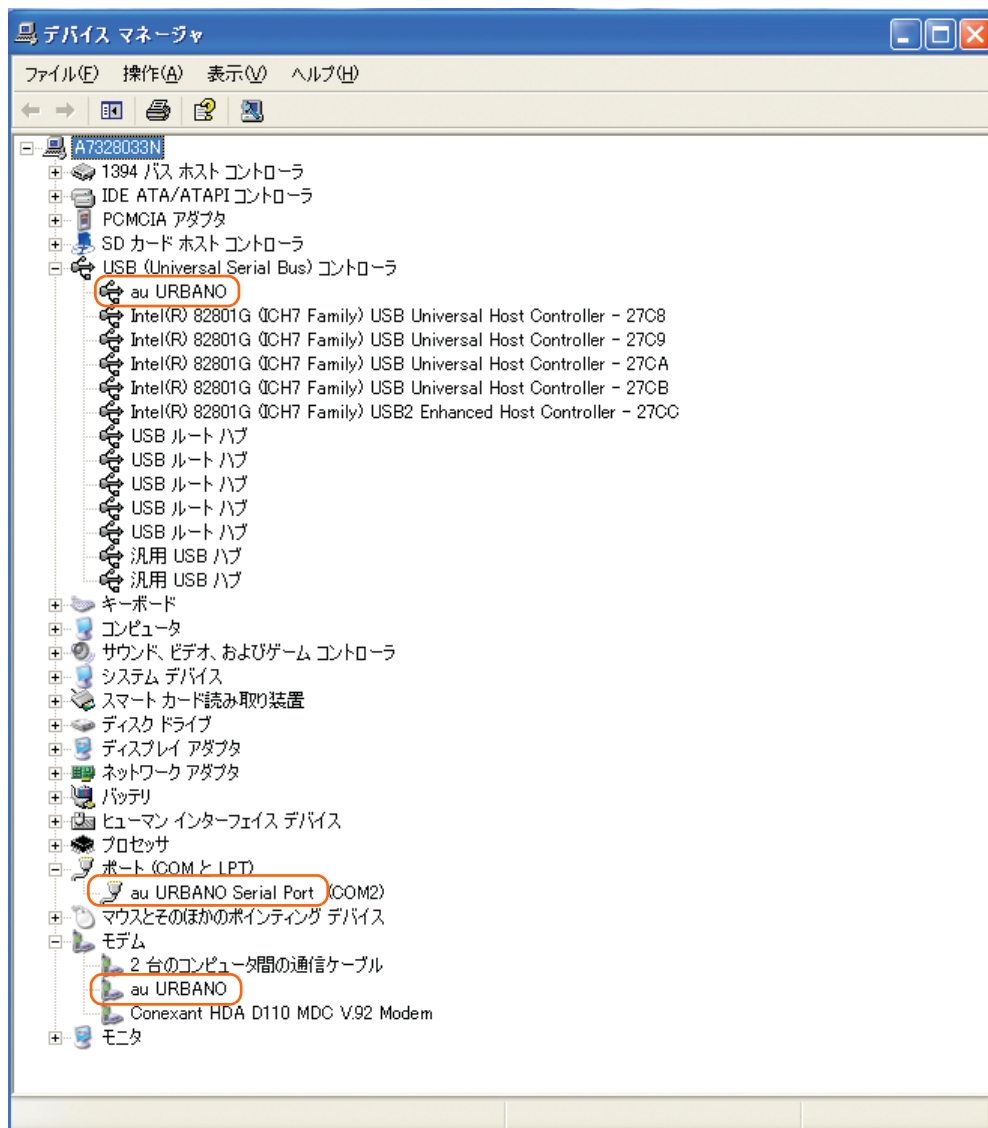 デバイス マネージャ
ファイル(F) 操作(A) 表示(V) ヘルプ(H)
A7328033N
1394 バス ホスト コントローラ
IDE ATA/ATAPI コントローラ
PCMCIA アダプタ
SD カード ホスト コントローラ
USB (Universal Serial Bus) コントローラ
au URBANO
Intel(R) 82801G (ICH7 Family) USB Universal Host Controller - 27C8
Intel(R) 82801G (ICH7 Family) USB Universal Host Controller - 27C9
Intel(R) 82801G (ICH7 Family) USB Universal Host Controller - 27CA
Intel(R) 82801G (ICH7 Family) USB Universal Host Controller - 27CB
Intel(R) 82801G (ICH7 Family) USB2 Enhanced Host Controller - 27CC
USB ルート ハブ
USB ルート ハブ
USB ルート ハブ
USB ルート ハブ
USB ルート ハブ
汎用 USB ハブ
汎用 USB ハブ
キーボード
コンピュータ
サウンド、ビデオ、およびゲーム コントローラ
システム デバイス
スマート カード読み取り装置
ディスク ドライブ
ディスプレイ アダプタ
ネットワーク アダプタ
バッテリ
ヒューマン インターフェイス デバイス
プロセッサ
ポート (COM と LPT)
au URBANO Serial Port (COM2)
マウスとそのほかのポインティング デバイス
モデム
2 台のコンピュータ間の通信ケーブル
au URBANO
Conexant HDA D110 MDC V.92 Modem
モニタ